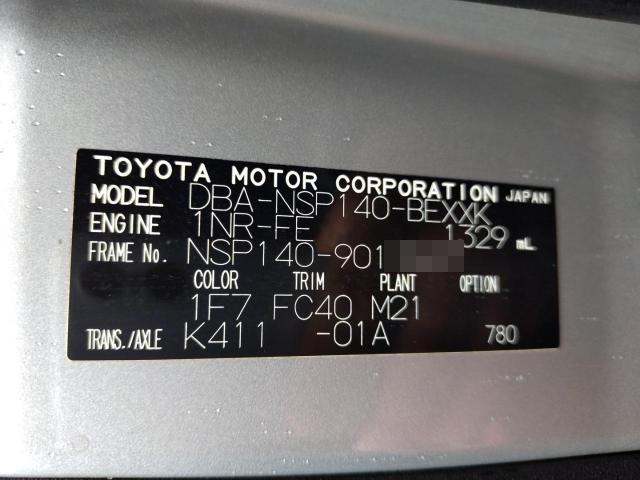 TOYOTA MOTOR CORPORATION JAPAN
MODEL DBA-NSP140-BEXXK
ENGINE 1NR-FE 1329 mL
FRAME No. NSP140-901
COLOR TRIM PLANT OPTION
1F7 FC40 M21
TRANS./AXLE K411 -01A 780